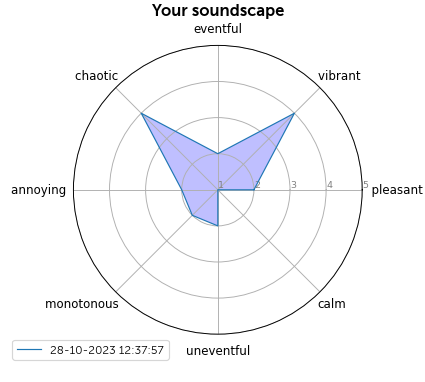 Your soundscape
eventful
chaotic
vibrant
annoying
1 2 3 4 5
pleasant
monotonous
calm
uneventful
28-10-2023 12:37:57